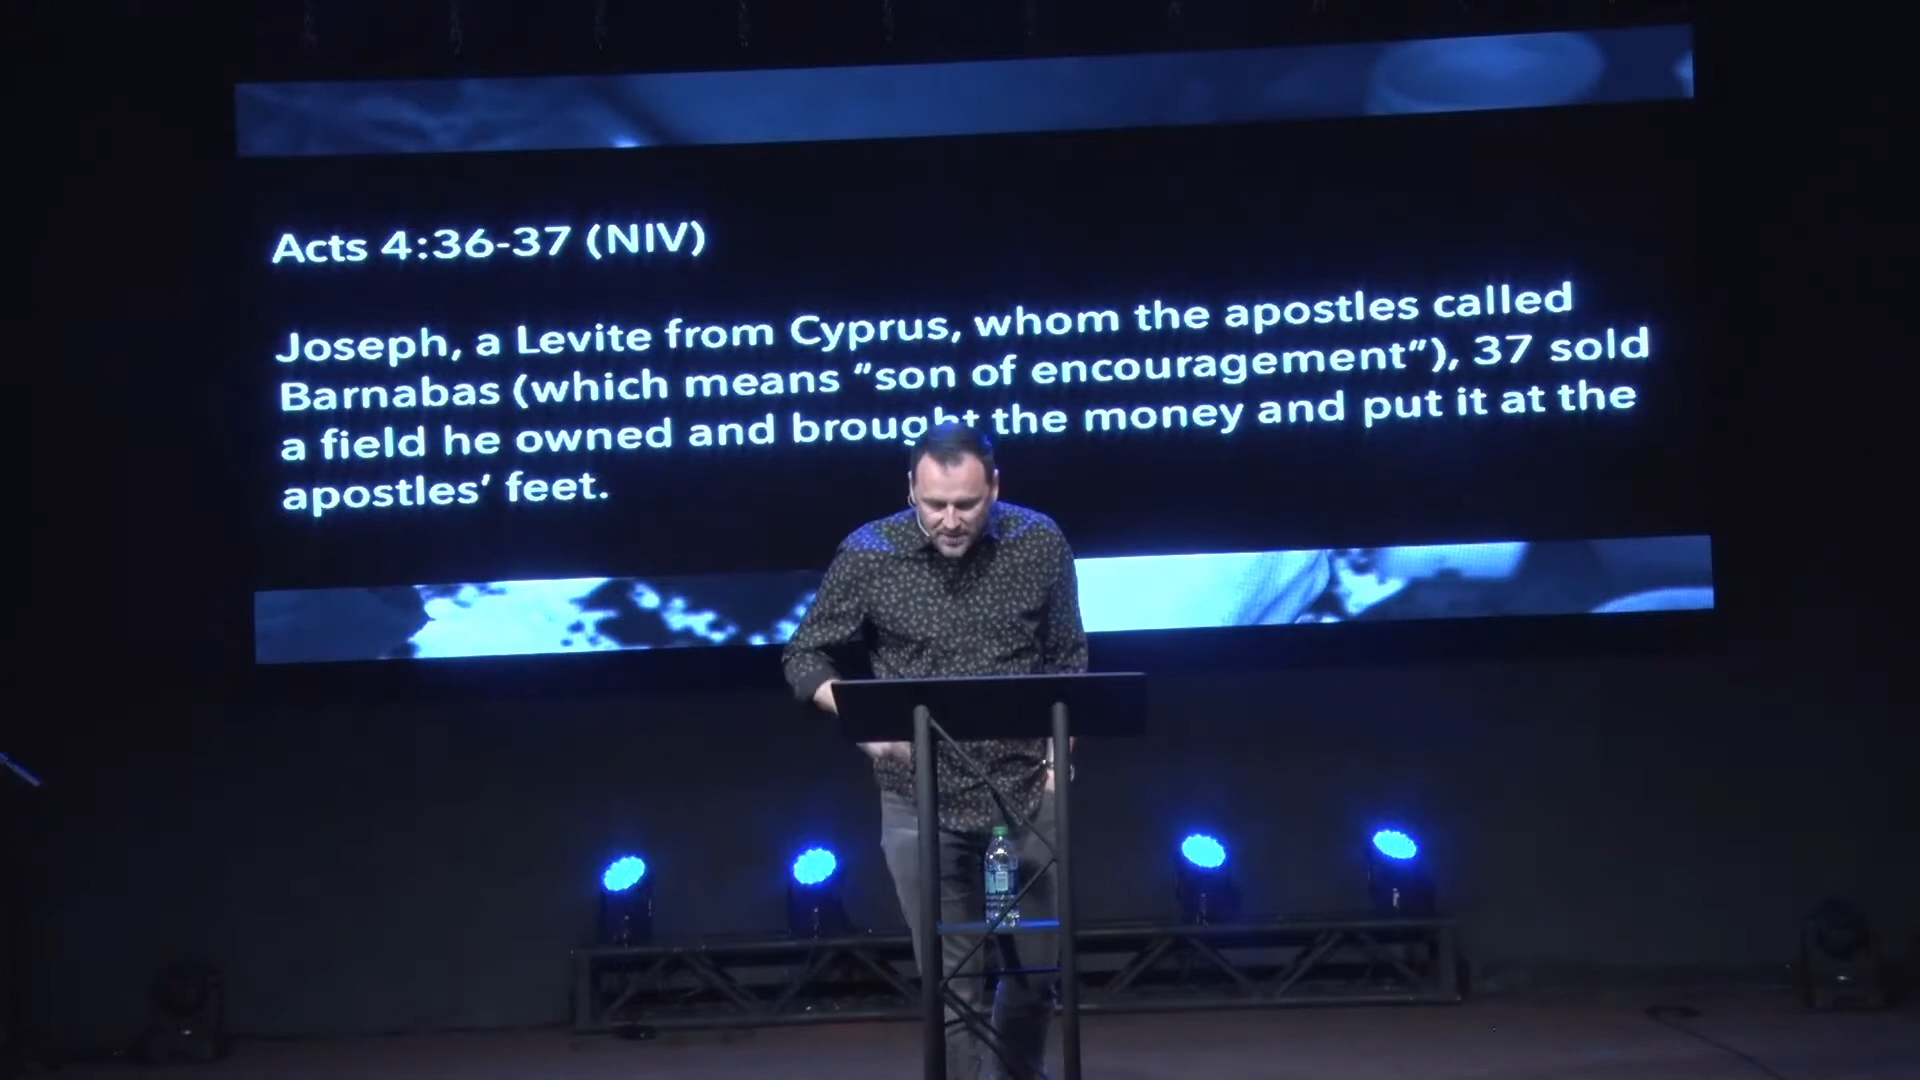 Acts 4:36-37 (NIV)
Joseph, a Levite from Cyprus, whom the apostles called
Barnabas (which means “son of encouragement”), 37 sold
a field he owned and brought the money and put it at the
apostles’ feet.